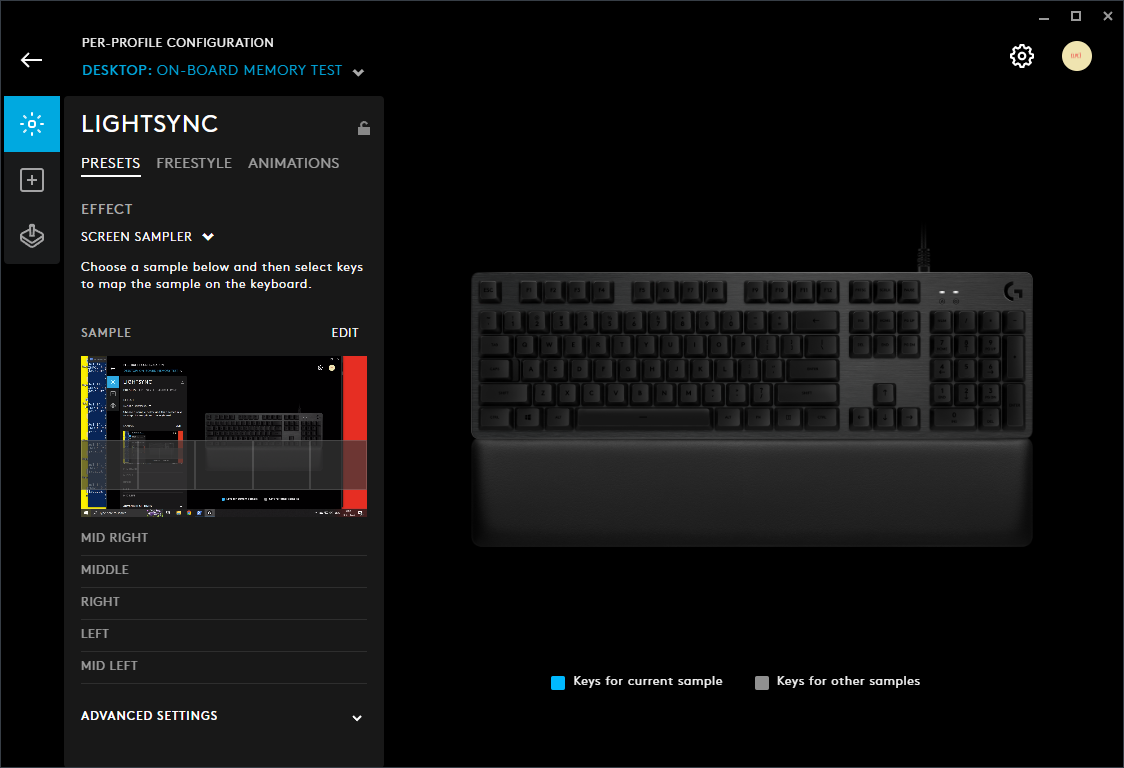 PER-PROFILE CONFIGURATION
DESKTOP: ON-BOARD MEMORY TEST
LIGHTSYNC
PRESETS FREESTYLE ANIMATIONS
EFFECT
SCREEN SAMPLER
Choose a sample below and then select keys
to map the sample on the keyboard.
SAMPLE EDIT
MID RIGHT
MIDDLE
RIGHT
LEFT
MID LEFT
ADVANCED SETTINGS
Keys for current sample Keys for other samples